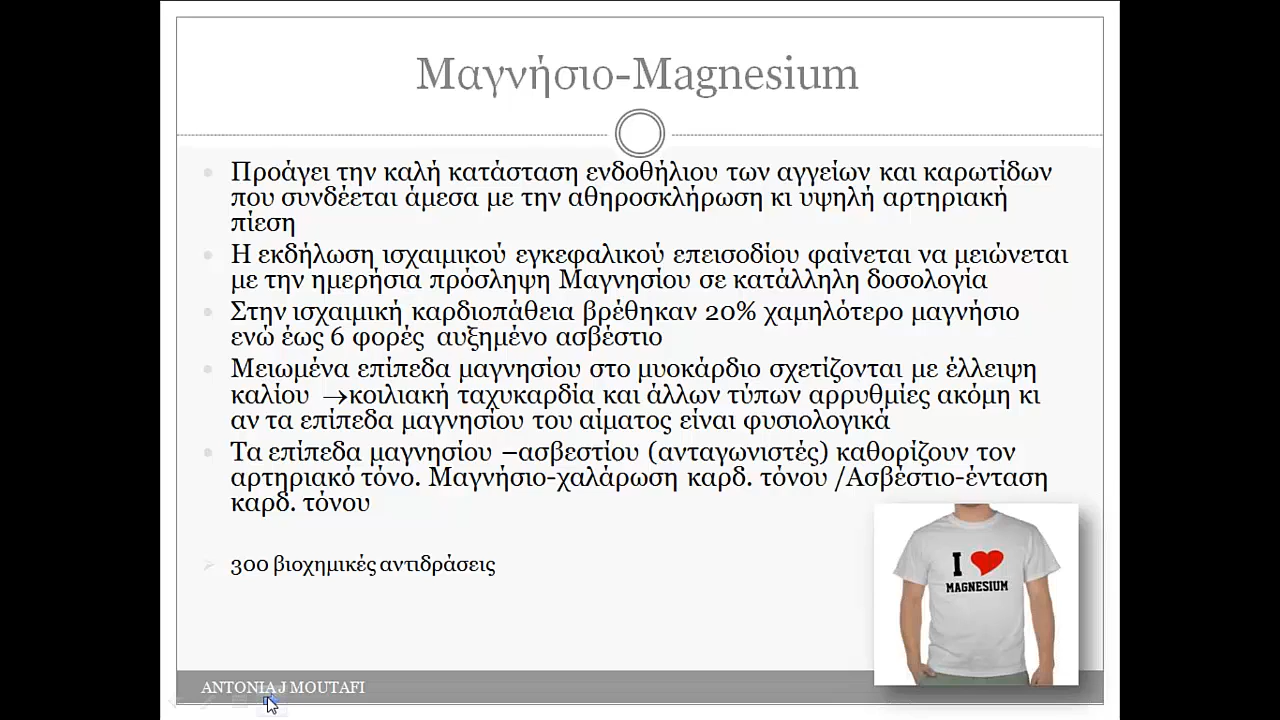 Μαγνήσιο-Magnesium
Προάγει την καλή κατάσταση ενδοθήλιου των αγγείων και καρωτίδων
που συνδέεται άμεσα με την αθηροσκλήρωση κι υψηλή αρτηριακή
πίεση
Η εκδήλωση ισχαιμικού εγκεφαλικού επεισοδίου φαίνεται να μειώνεται
με την ημερήσια πρόσληψη Μαγνησίου σε κατάλληλη δοσολογία
Στην ισχαιμική καρδιοπάθεια βρέθηκαν 20% χαμηλότερο μαγνήσιο
ενώ έως 6 φορές αυξημένο ασβέστιο
Μειωμένα επίπεδα μαγνησίου στο μυοκάρδιο σχετίζονται με έλλειψη
καλίου →κοιλιακή ταχυκαρδία και άλλων τύπων αρρυθμίες ακόμη κι
αν τα επίπεδα μαγνησίου του αίματος είναι φυσιολογικά
Τα επίπεδα μαγνησίου –ασβεστίου (ανταγωνιστές) καθορίζουν τον
αρτηριακό τόνο. Μαγνήσιο-χαλάρωση καρδ. τόνου /Ασβέστιο-ένταση
καρδ. τόνου
300 βιοχημικές αντιδράσεις
I
MAGNESIUM
ANTONIA J MOUTAFI